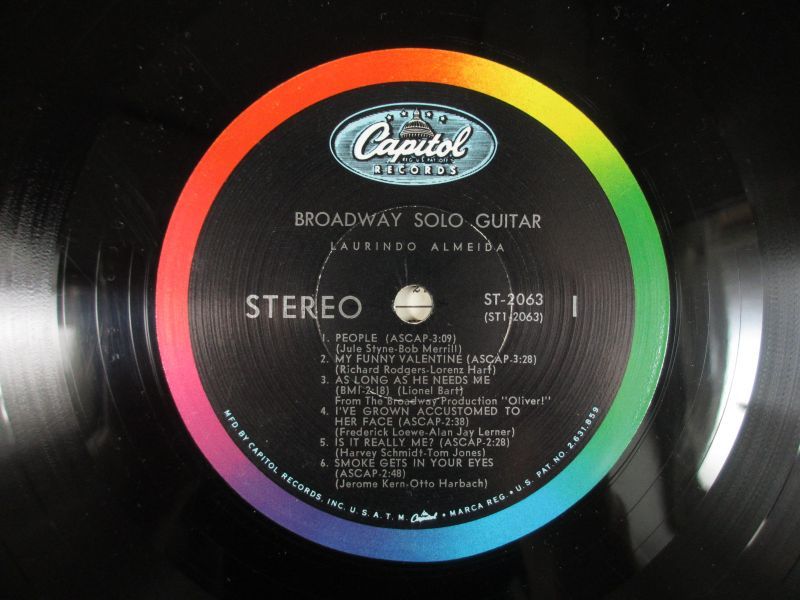 Capitol
REG. U.S. PAT. OFF.
RECORDS
BROADWAY SOLO GUITAR
LAURINDO ALMEIDA
STEREO
ST-2063
(ST1-2063)
1
1. PEOPLE (ASCAP-3:09)
(Jule Styne-Bob Merrill)
2. MY FUNNY VALENTINE (ASCAP-3:28)
(Richard Rodgers-Lorenz Hart)
3. AS LONG AS HE NEEDS ME
(BMI-2:18) (Lionel Bart)
From The Broadway Production "Oliver!"
4. I'VE GROWN ACCUSTOMED TO
HER FACE (ASCAP-2:38)
(Frederick Loewe-Alan Jay Lerner)
5. IS IT REALLY ME? (ASCAP-2:28)
(Harvey Schmidt-Tom Jones)
6. SMOKE GETS IN YOUR EYES
(ASCAP-2:48)
(Jerome Kern-Otto Harbach)
MFD. BY CAPITOL RECORDS, INC. U.S.A. T.M. Capitol • MARCA REG. • U.S. PAT. NO. 2,631,859